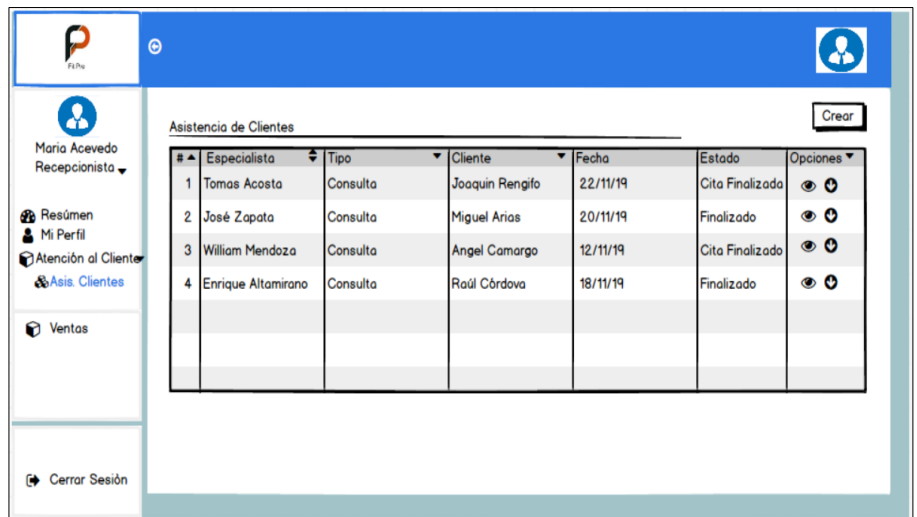 Fit Pro
Maria Acevedo
Recepcionista
Resúmen
Mi Perfil
Atención al Cliente
Asis. Clientes
Ventas
Cerrar Sesión
Crear
Asistencia de Clientes
# Especialista Tipo Cliente Fecha Estado Opciones
1 Tomas Acosta Consulta Joaquin Rengifo 22/11/19 Cita Finalizada
2 José Zapata Consulta Miguel Arias 20/11/19 Finalizado
3 William Mendoza Consulta Angel Camargo 12/11/19 Cita Finalizado
4 Enrique Altamirano Consulta Raúl Córdova 18/11/19 Finalizado